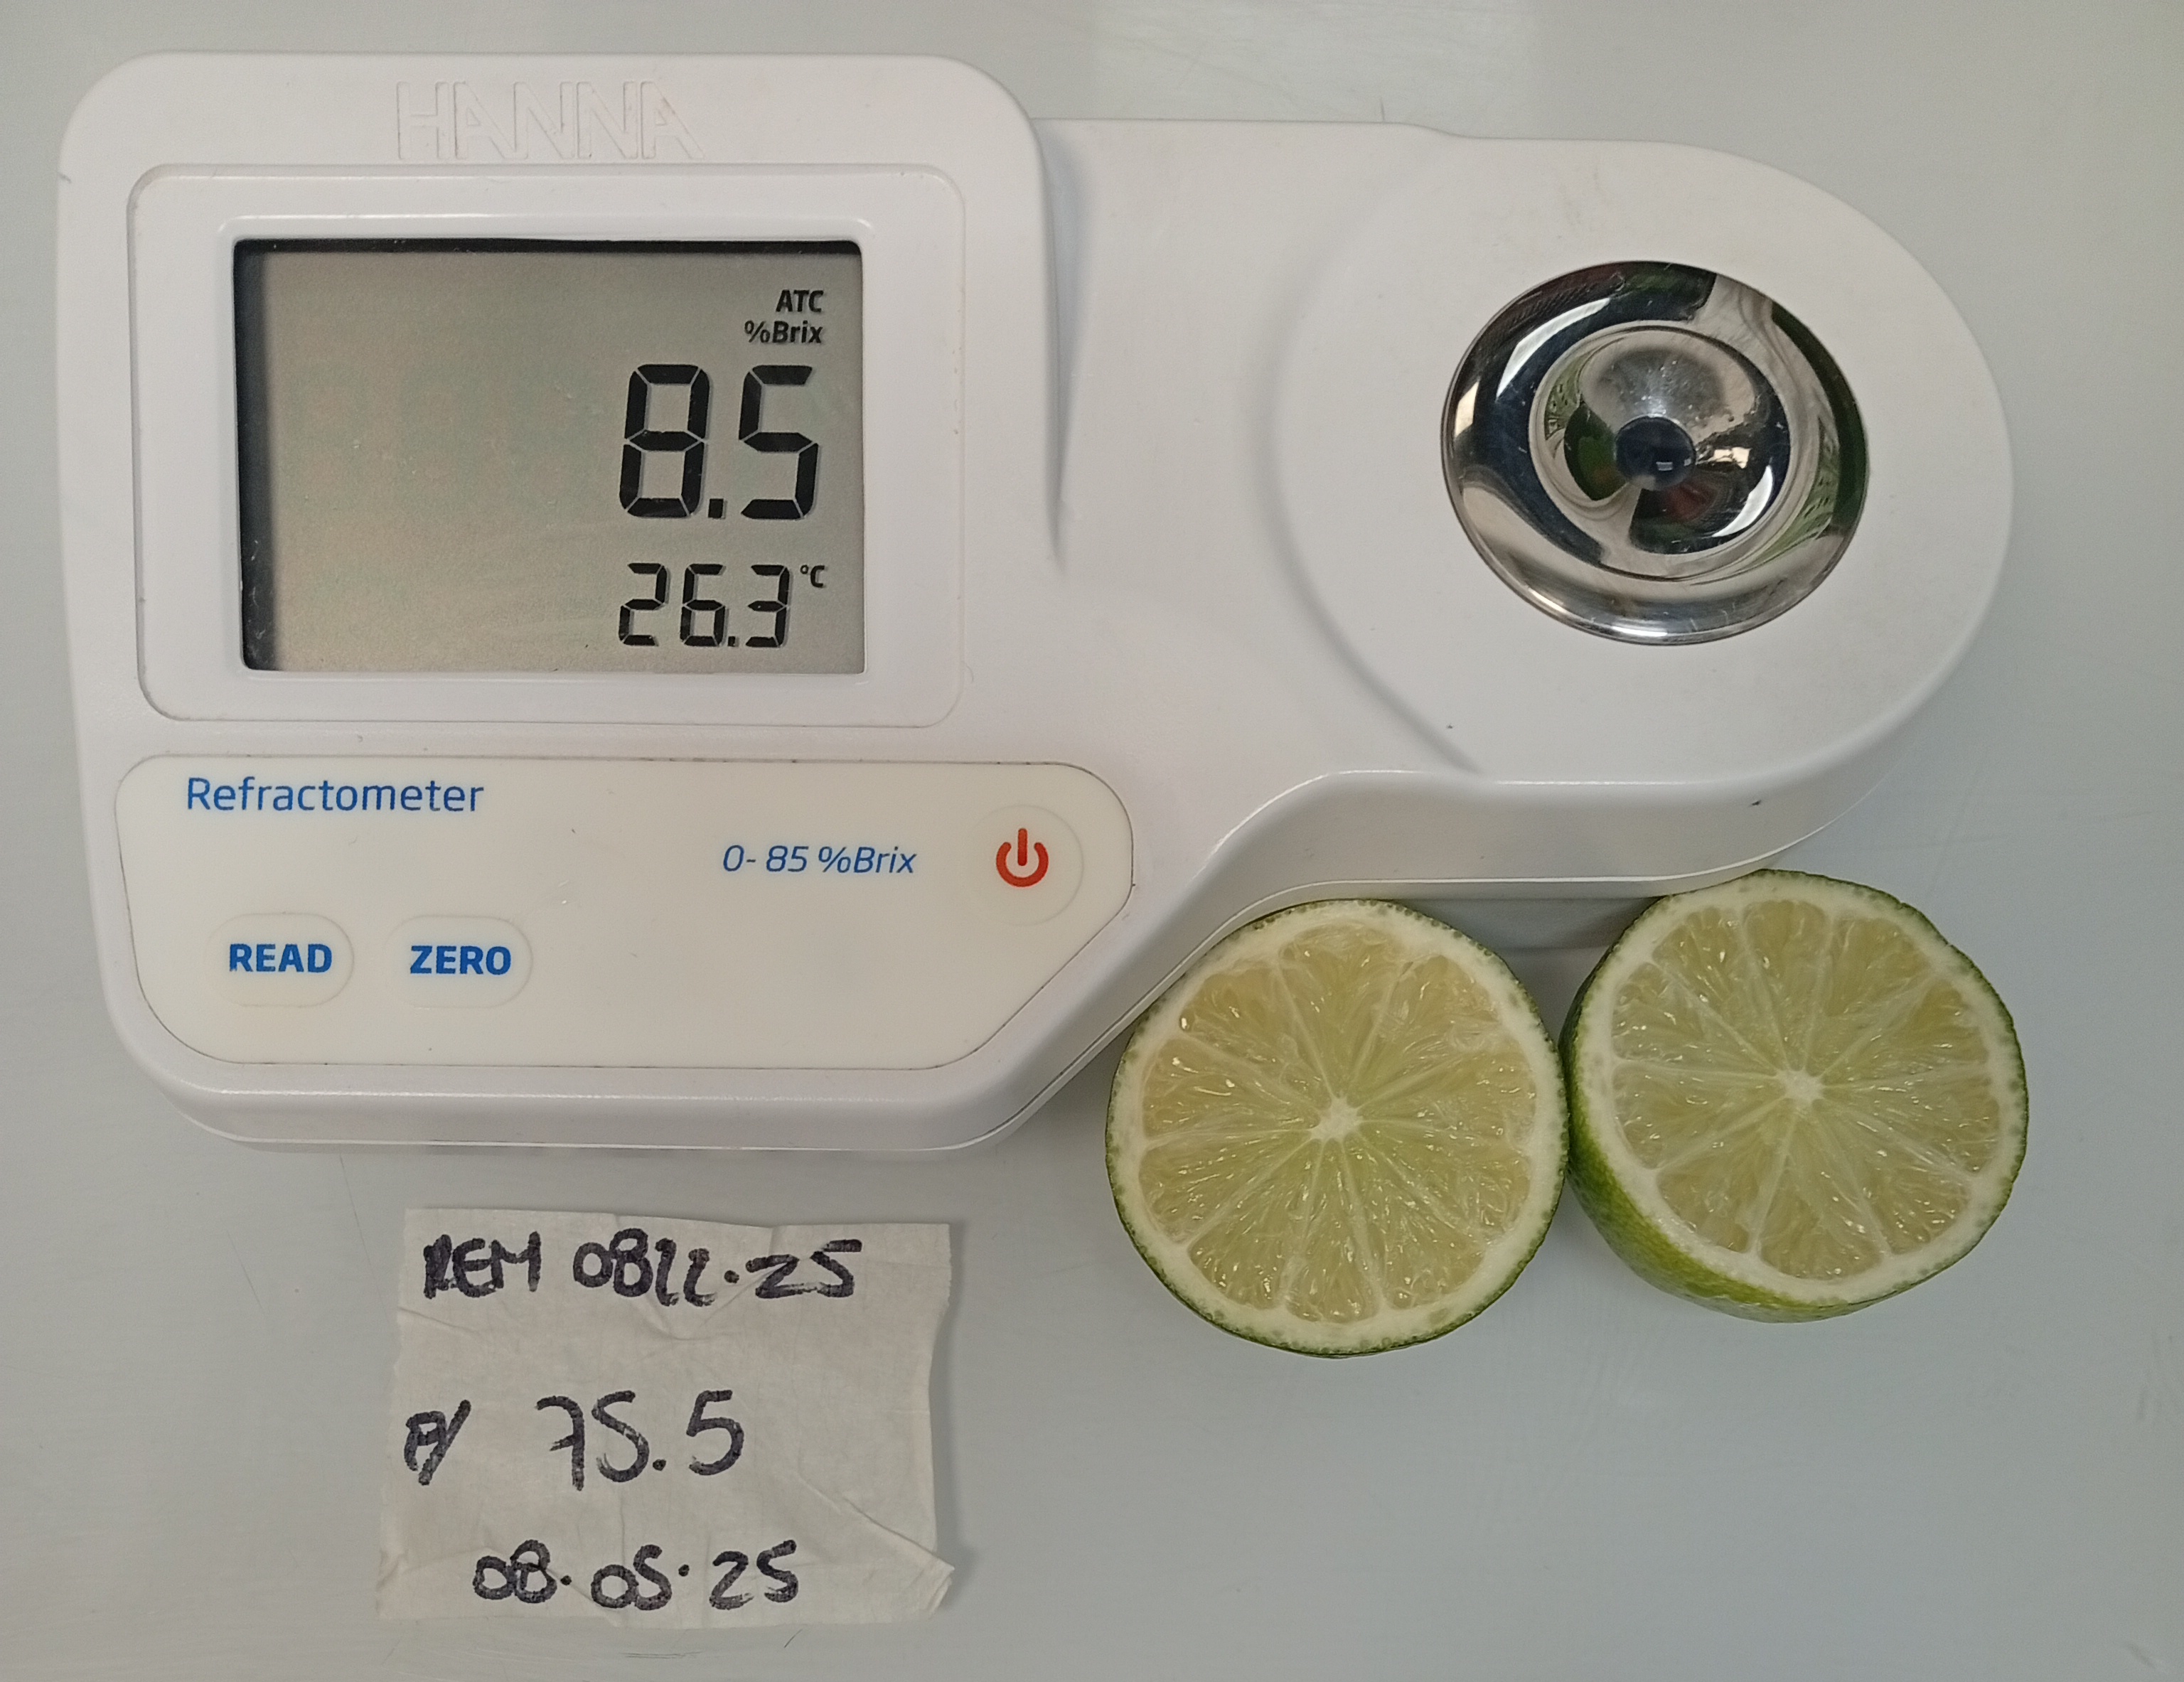 HANNA
ATC
%Brix
8.5
26.3 °C
Refractometer
0-85 %Brix
READ
ZERO
REM 0822.25
P/ 75.5
08.05.25